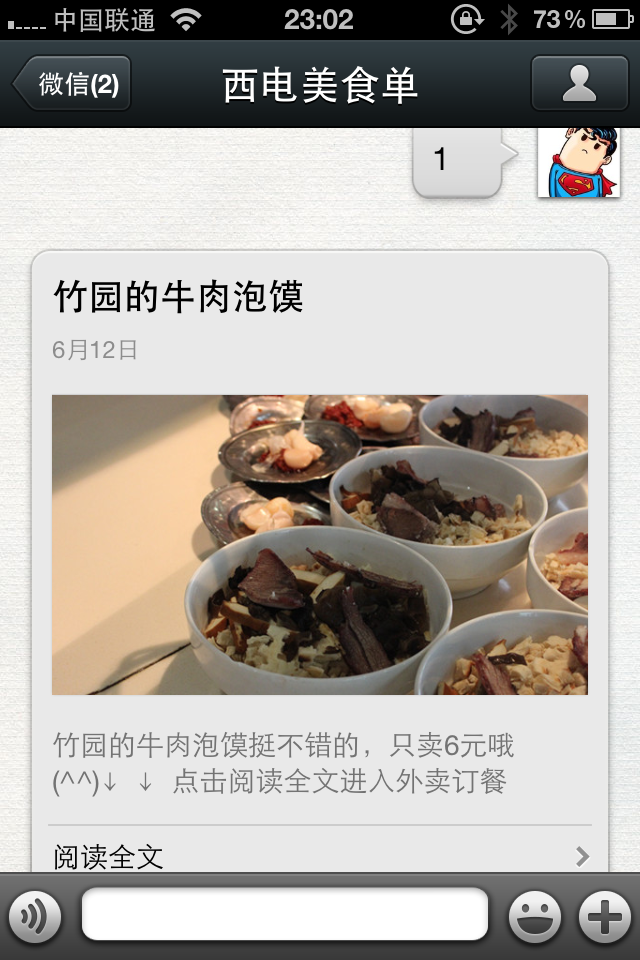 中国联通
23:02
73%
微信(2)
西电美食单
1
竹园的牛肉泡馍
6月12日
竹园的牛肉泡馍挺不错的，只卖6元哦
(^^)↓ ↓ 点击阅读全文进入外卖订餐
阅读全文